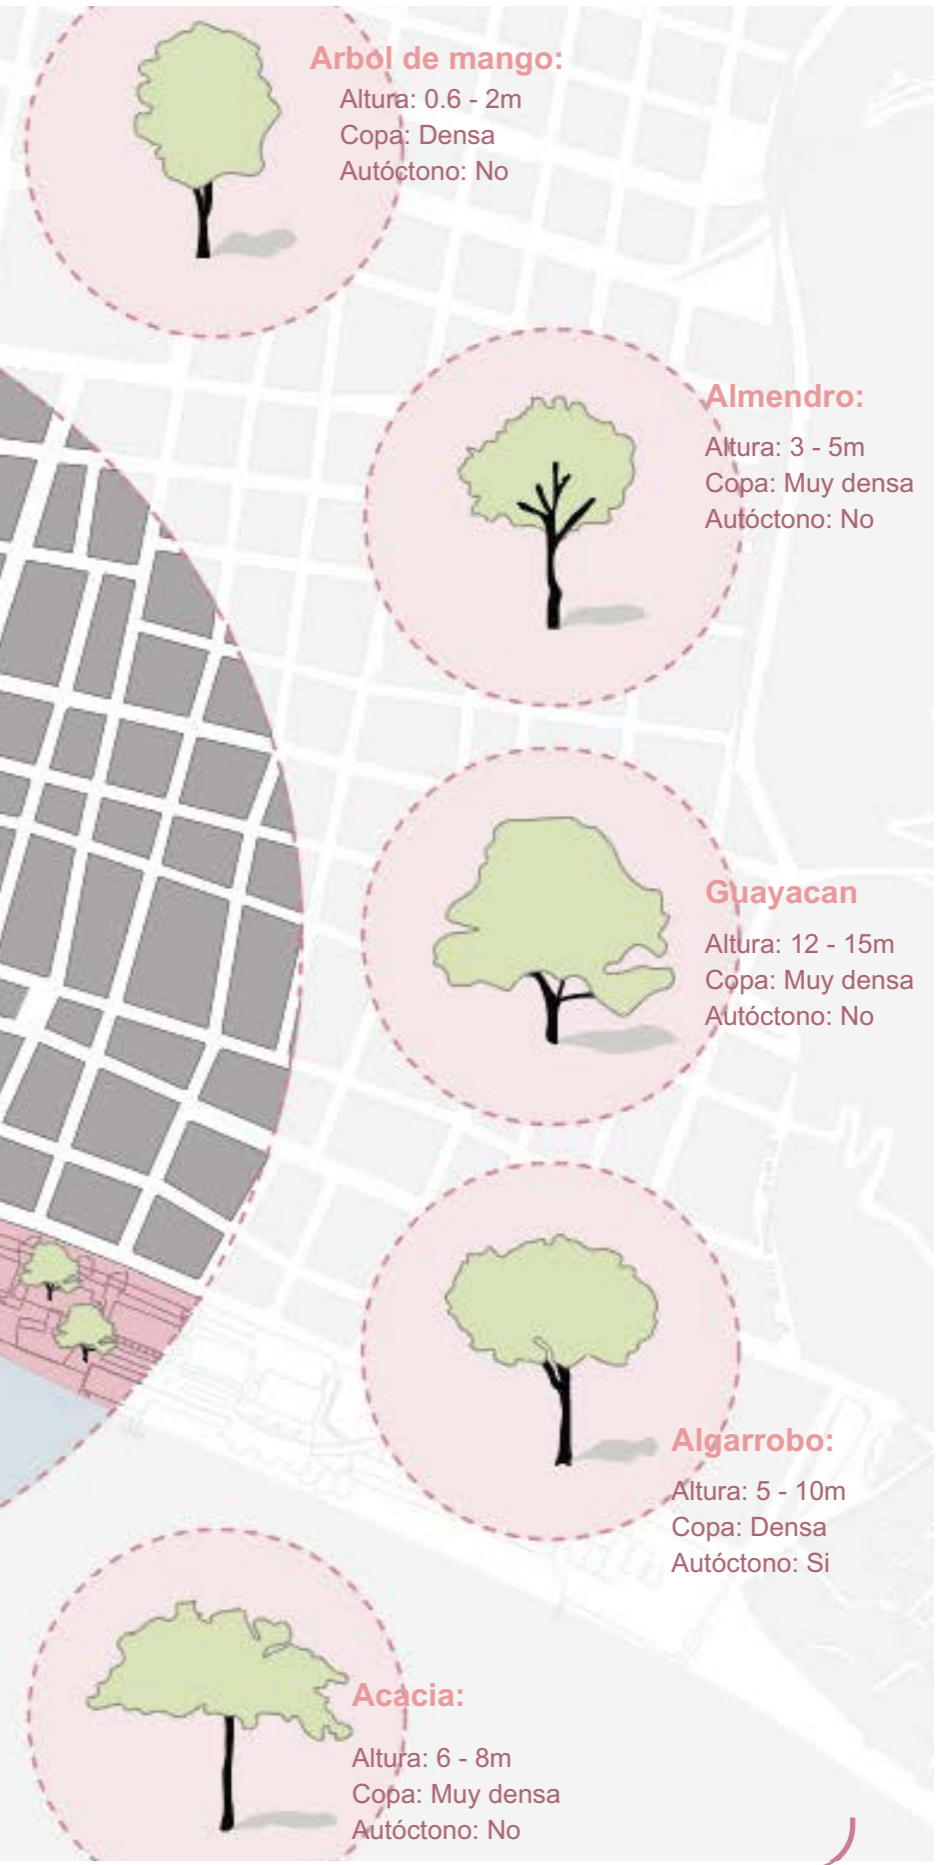 Arbol de mango:
Altura: 0.6 - 2m
Copa: Densa
Autóctono: No
Almendro:
Altura: 3 - 5m
Copa: Muy densa
Autóctono: No
Guayacan
Altura: 12 - 15m
Copa: Muy densa
Autóctono: No
Algarrobo:
Altura: 5 - 10m
Copa: Densa
Autóctono: Si
Acacia:
Altura: 6 - 8m
Copa: Muy densa
Autóctono: No